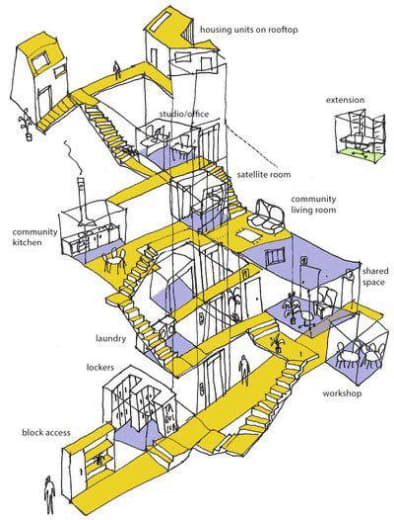 housing units on rooftop
studio/office
extension
satellite room
community
living room
community
kitchen
shared
space
laundry
lockers
workshop
block access